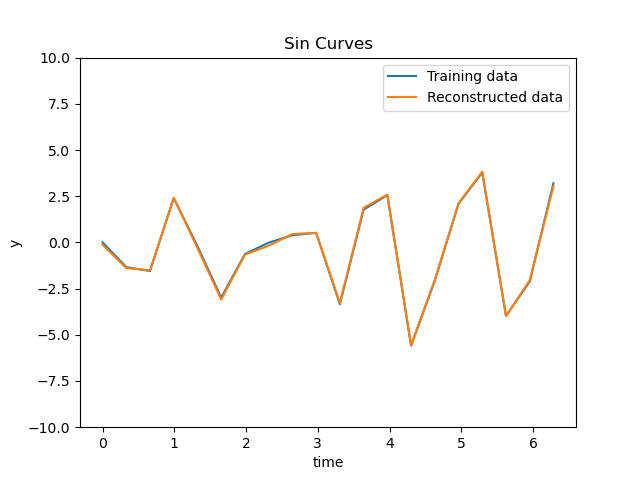 Sin Curves
Training data
Reconstructed data
10.0
7.5
5.0
2.5
0.0
−2.5
−5.0
−7.5
−10.0
y
0 1 2 3 4 5 6
time